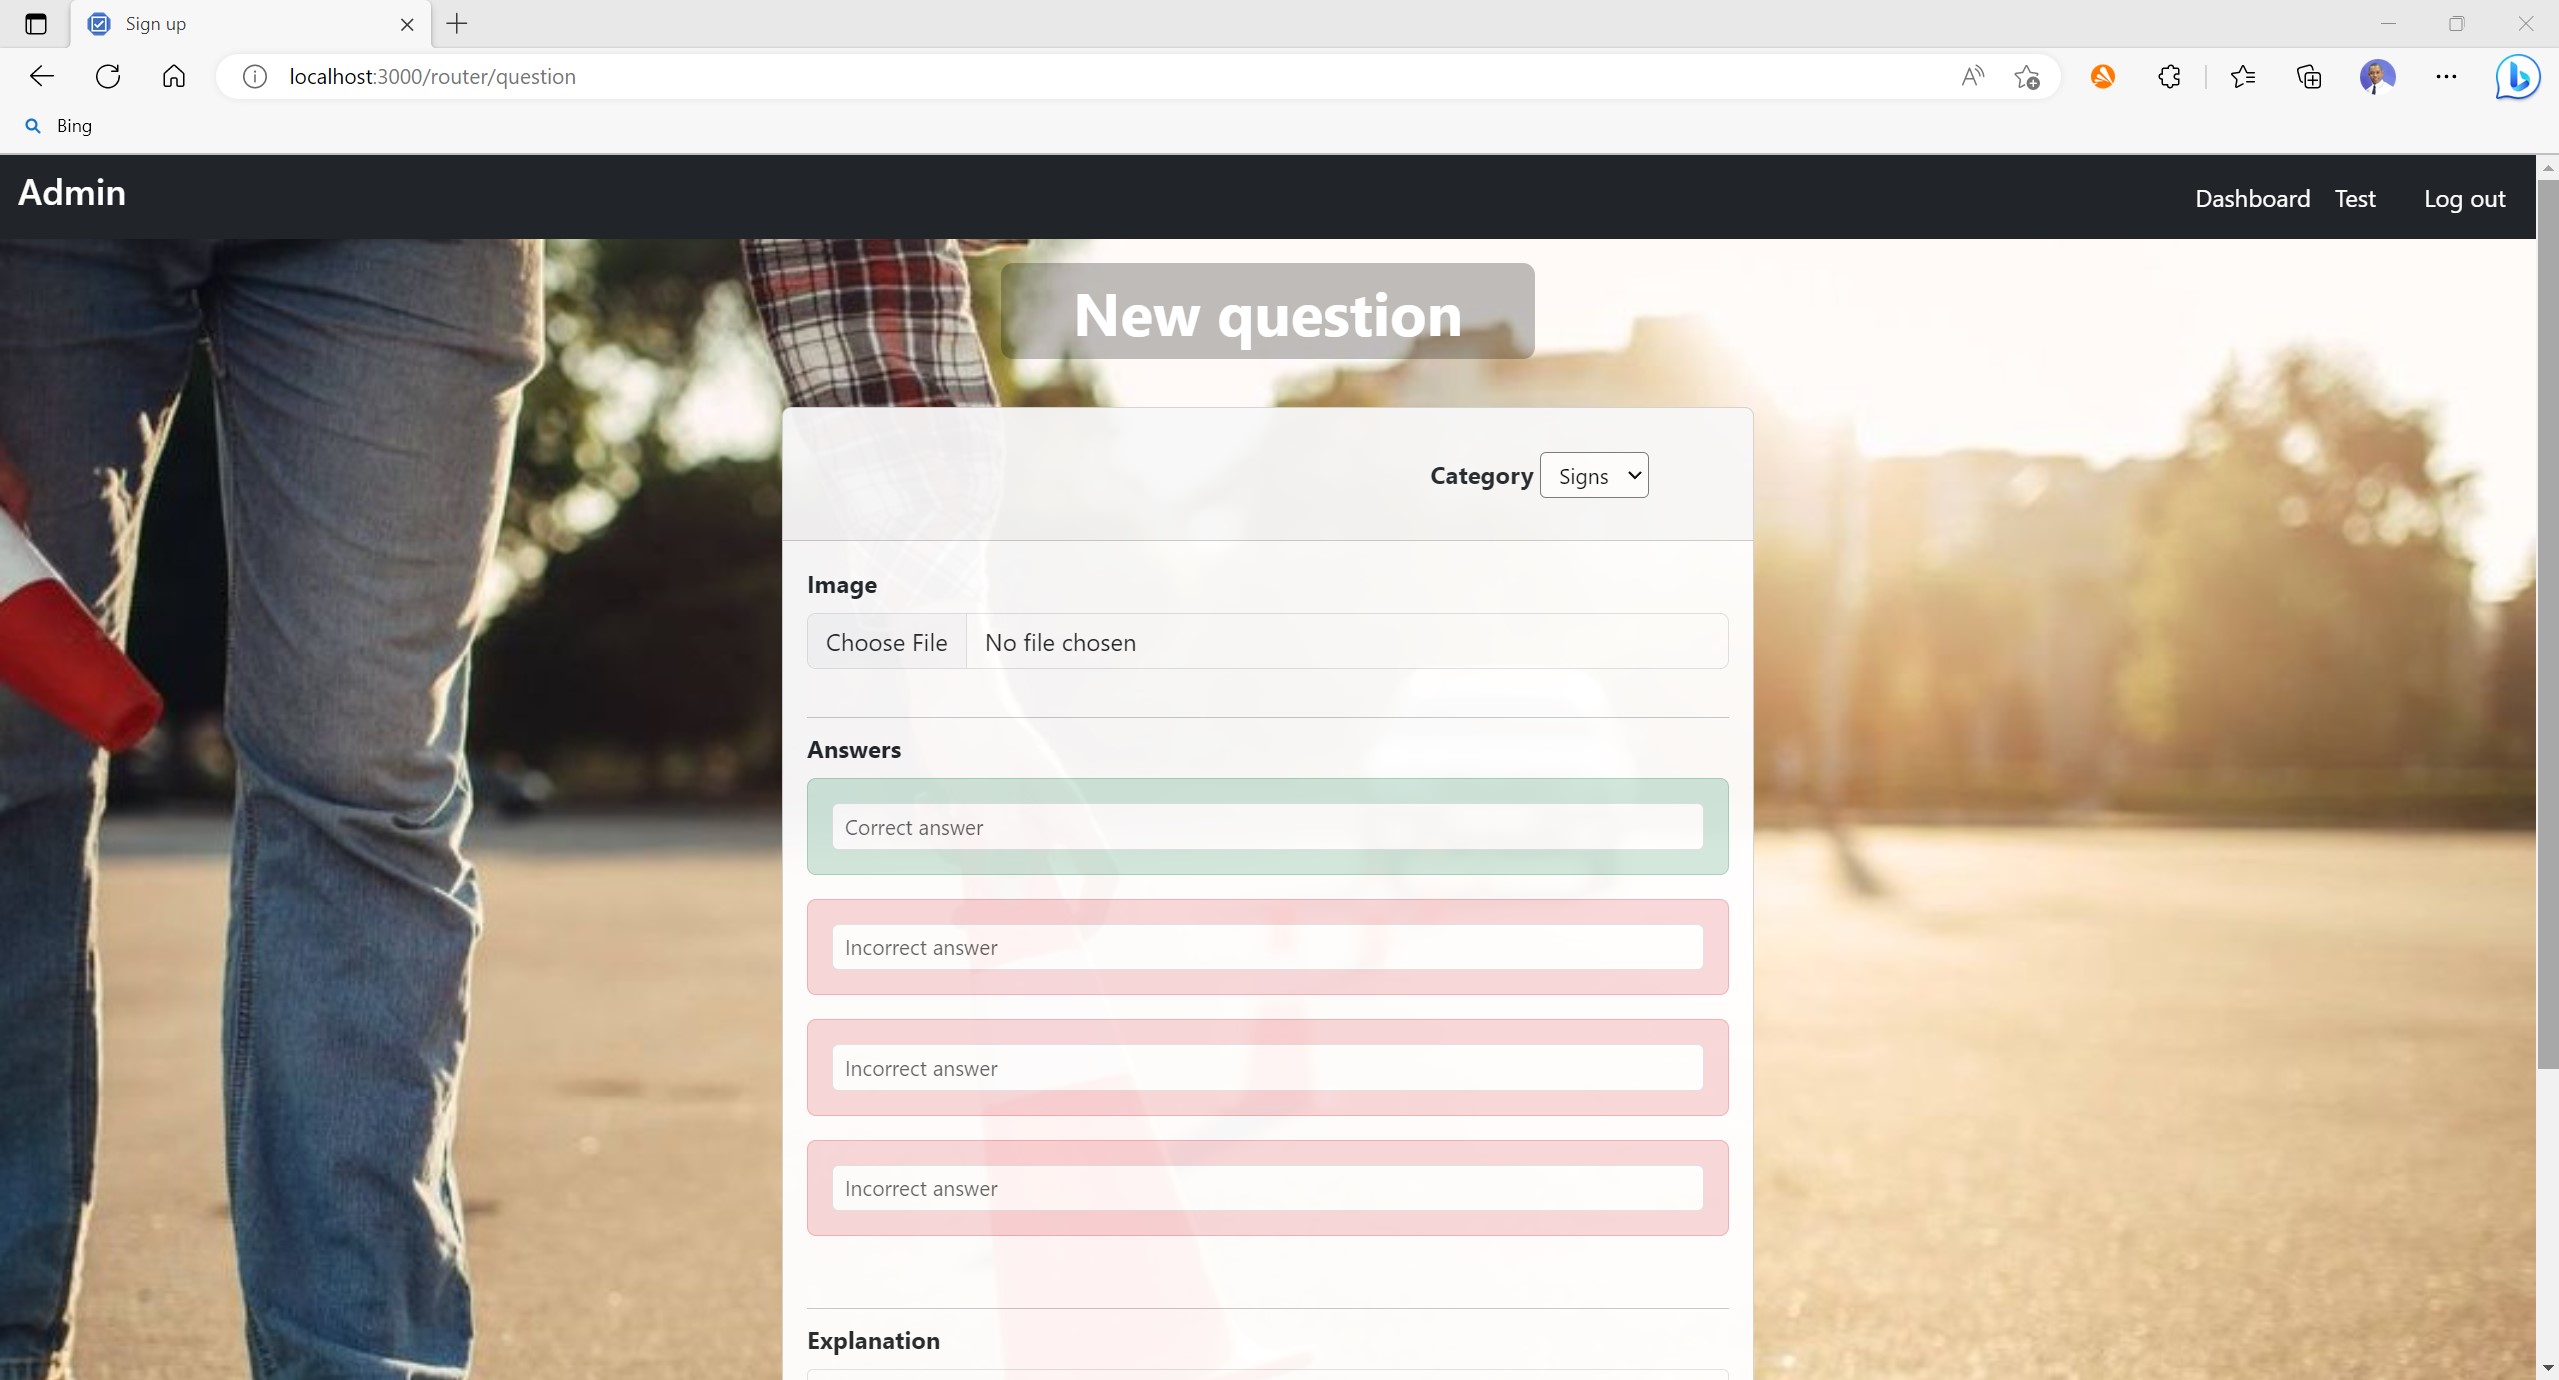 Sign up
localhost:3000/router/question
Bing
Admin
Dashboard Test Log out
New question
Category Signs
Image
Choose File No file chosen
Answers
Correct answer
Incorrect answer
Incorrect answer
Incorrect answer
Explanation